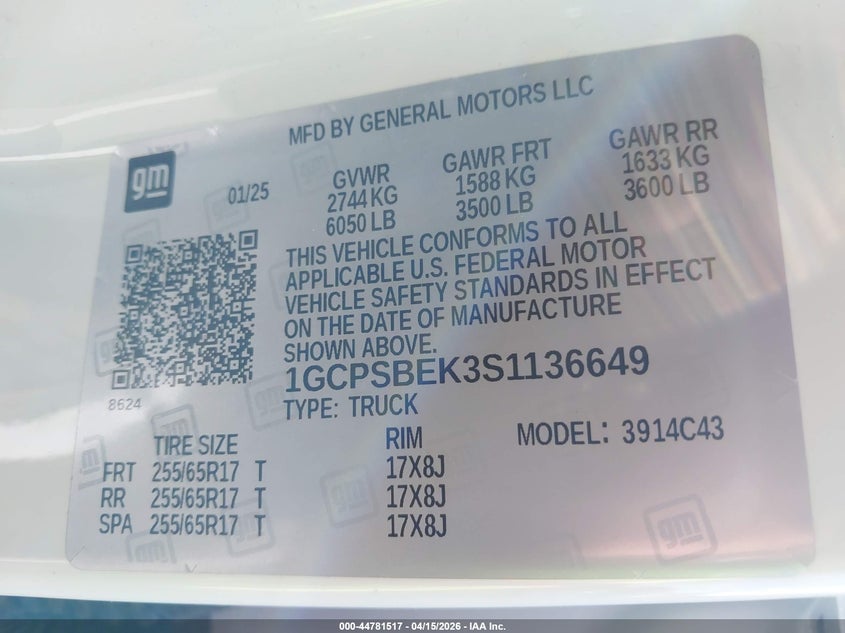 MFD BY GENERAL MOTORS LLC
gm
01/25
GVWR
2744 KG
6050 LB
GAWR FRT
1588 KG
3500 LB
GAWR RR
1633 KG
3600 LB
THIS VEHICLE CONFORMS TO ALL
APPLICABLE U.S. FEDERAL MOTOR
VEHICLE SAFETY STANDARDS IN EFFECT
ON THE DATE OF MANUFACTURE
SHOWN ABOVE.
1GCPSBEK3S1136649
8624
TYPE: TRUCK
TIRE SIZE RIM MODEL: 3914C43
FRT 255/65R17 T 17X8J
RR 255/65R17 T 17X8J
SPA 255/65R17 T 17X8J
000-44781517 - 04/15/2026 - IAA Inc.